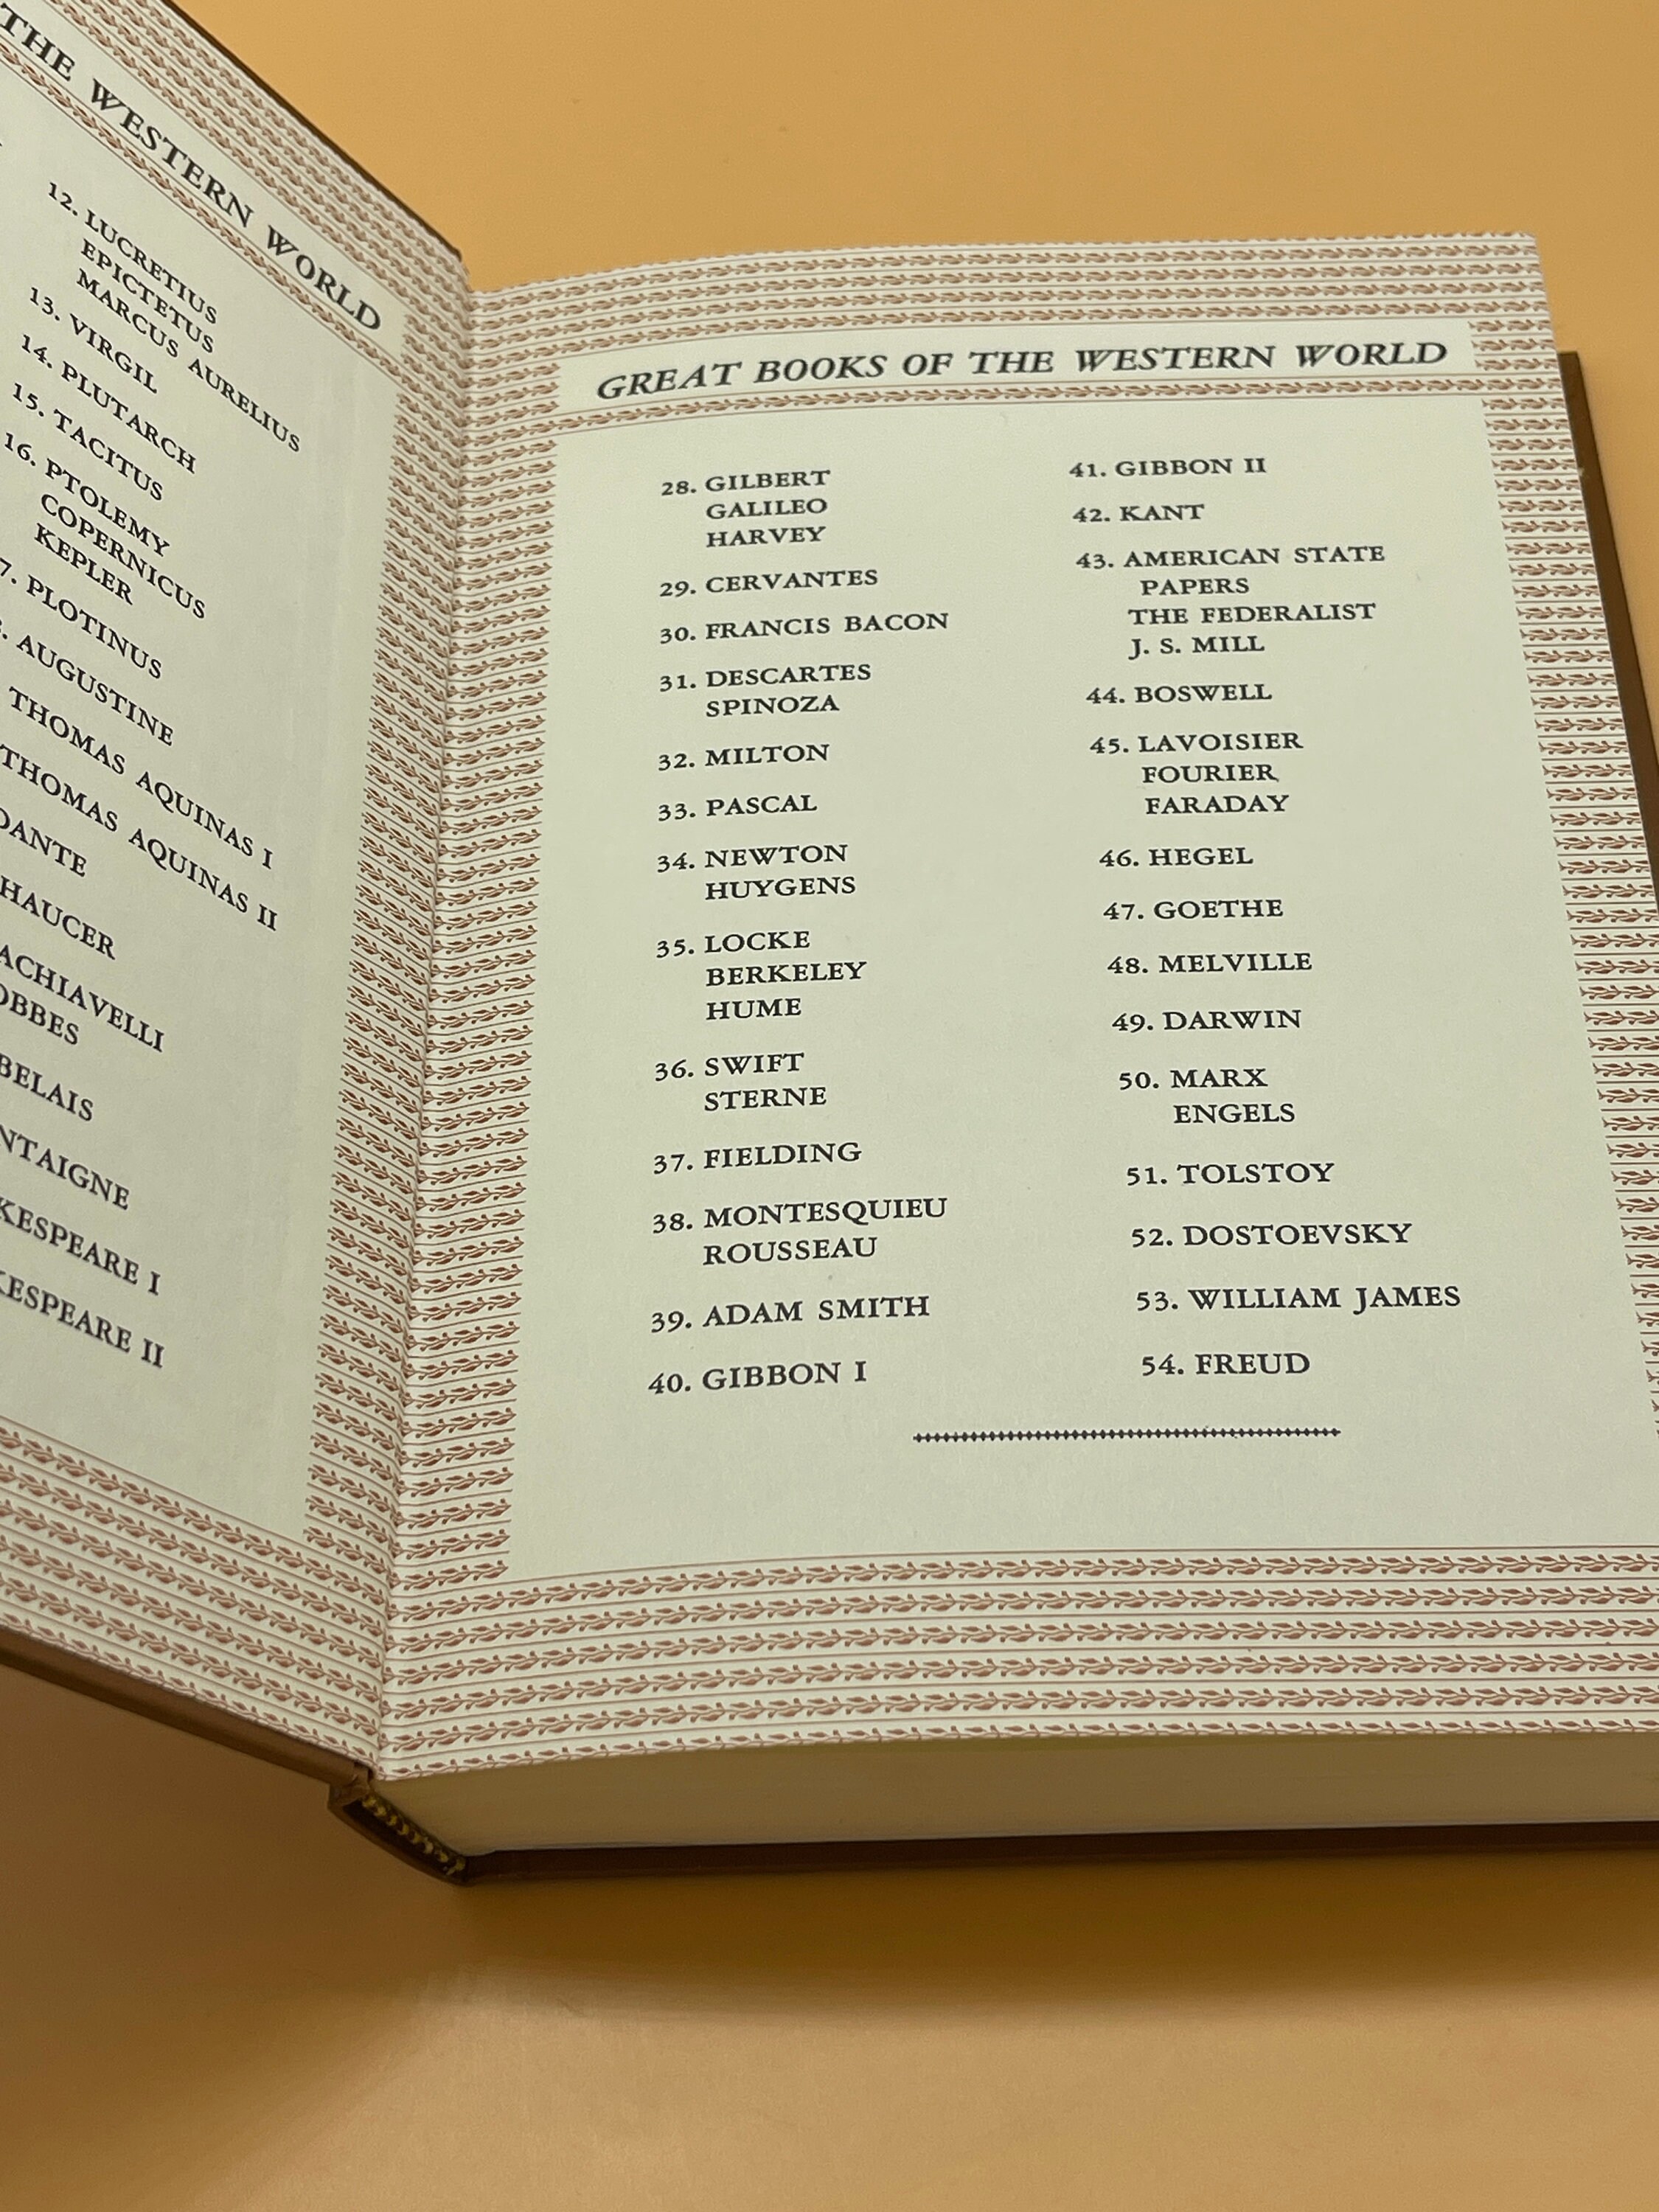 THE WESTERN WORLD
12. LUCRETIUS
EPICTETUS
MARCUS AURELIUS
13. VIRGIL
14. PLUTARCH
15. TACITUS
16. PTOLEMY
COPERNICUS
KEPLER
7. PLOTINUS
. AUGUSTINE
THOMAS AQUINAS I
THOMAS AQUINAS II
DANTE
HAUCER
ACHIAVELLI
OBBES
BELAIS
NTAIGNE
KESPEARE I
KESPEARE II
GREAT BOOKS OF THE WESTERN WORLD
28. GILBERT
GALILEO
HARVEY
29. CERVANTES
30. FRANCIS BACON
31. DESCARTES
SPINOZA
32. MILTON
33. PASCAL
34. NEWTON
HUYGENS
35. LOCKE
BERKELEY
HUME
36. SWIFT
STERNE
37. FIELDING
38. MONTESQUIEU
ROUSSEAU
39. ADAM SMITH
40. GIBBON I
41. GIBBON II
42. KANT
43. AMERICAN STATE
PAPERS
THE FEDERALIST
J. S. MILL
44. BOSWELL
45. LAVOISIER
FOURIER
FARADAY
46. HEGEL
47. GOETHE
48. MELVILLE
49. DARWIN
50. MARX
ENGELS
51. TOLSTOY
52. DOSTOEVSKY
53. WILLIAM JAMES
54. FREUD